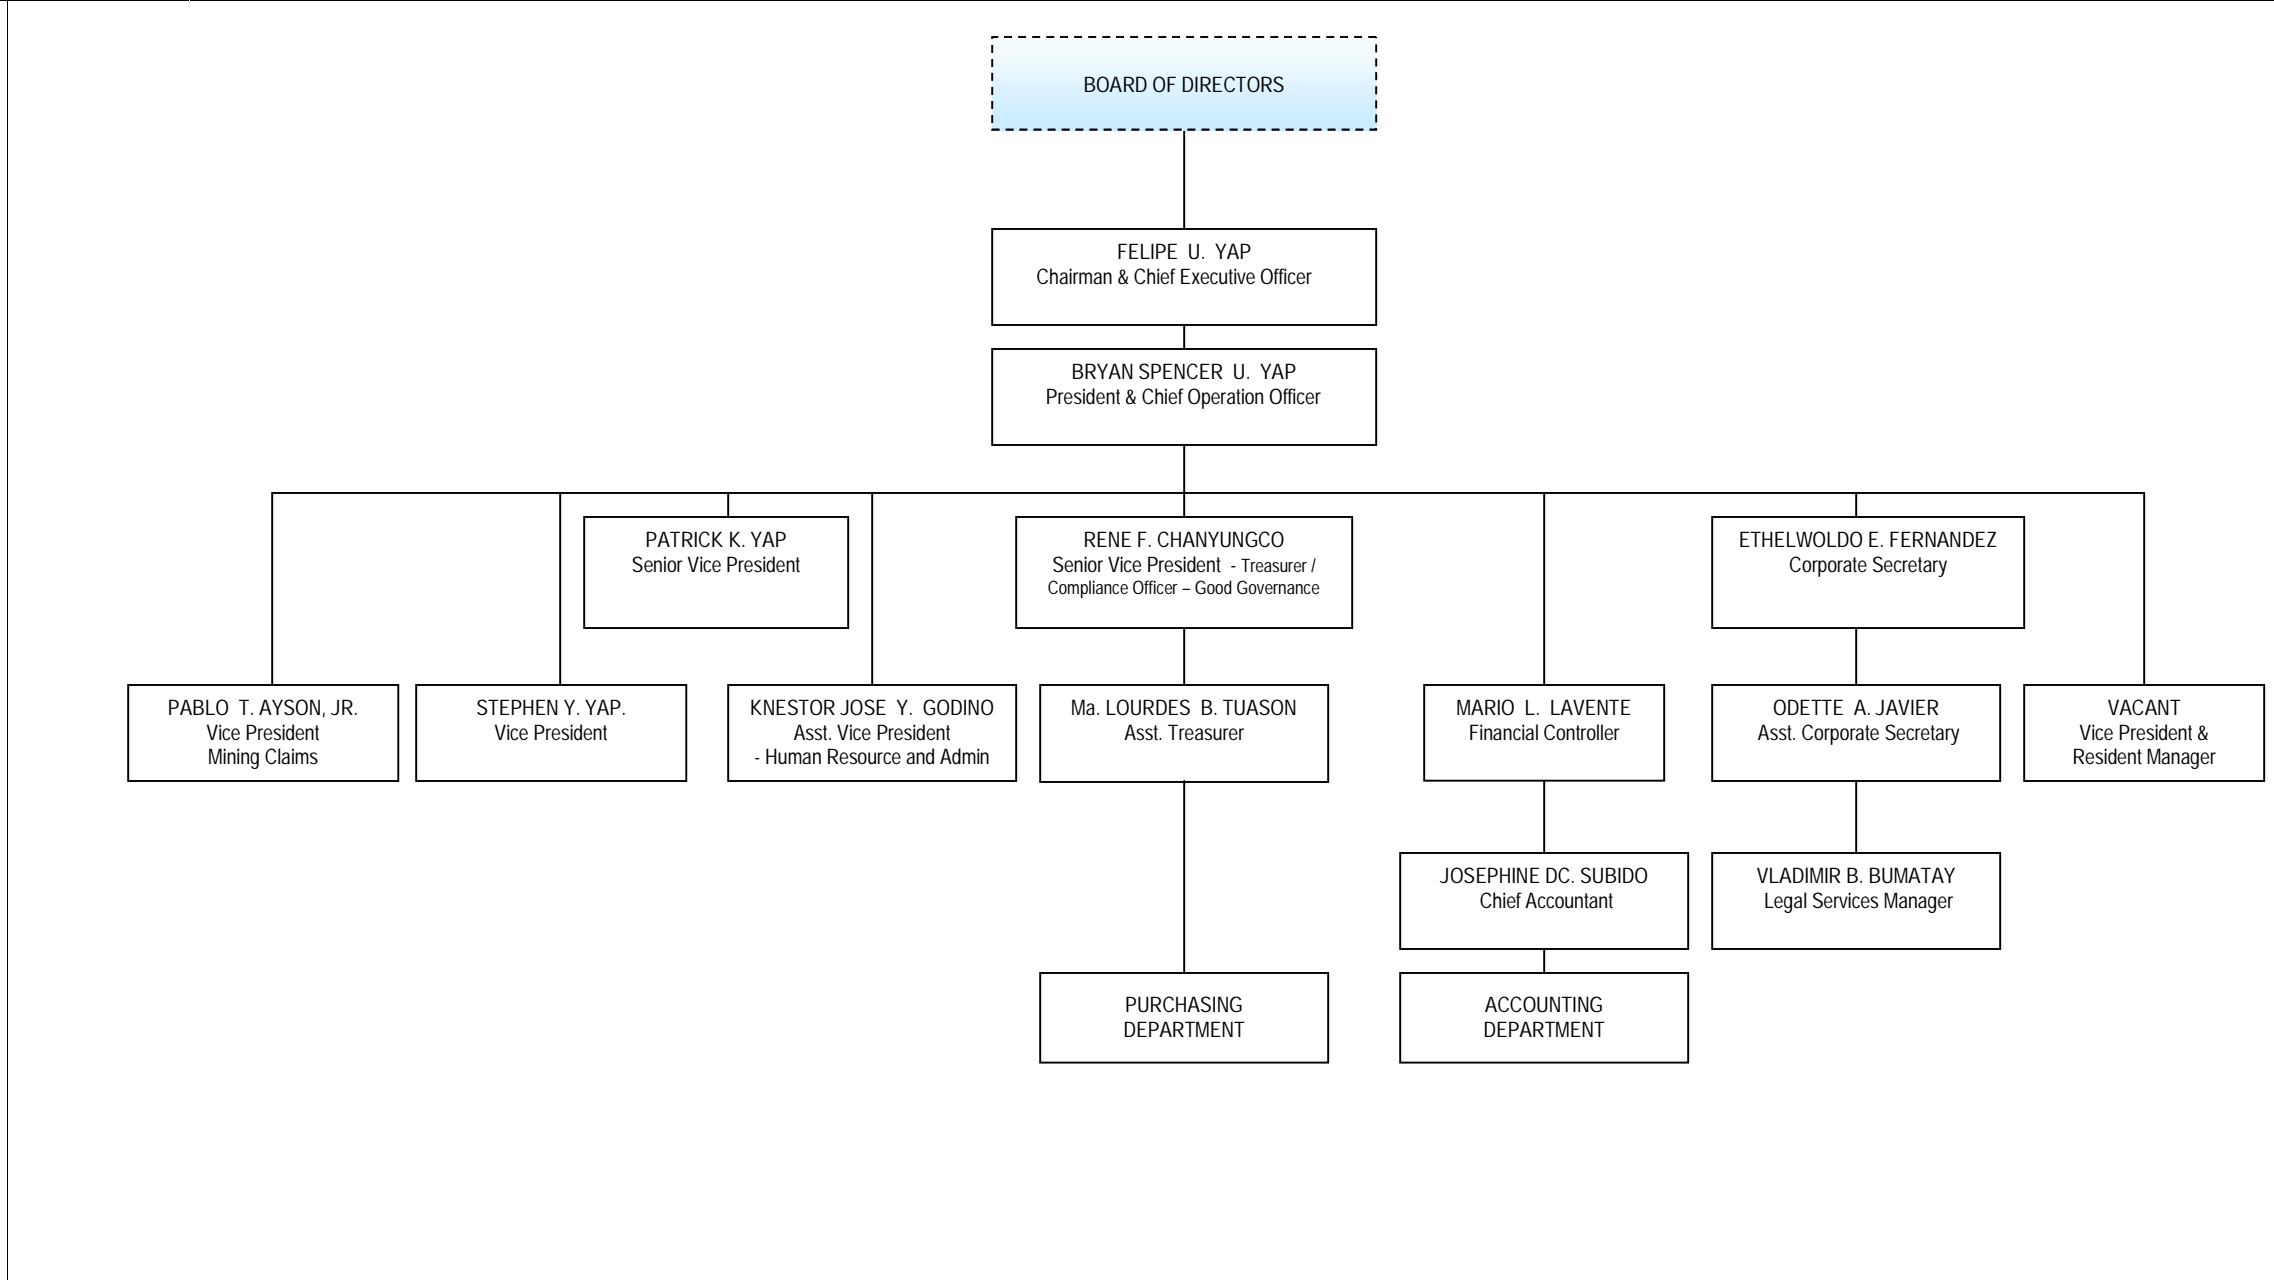 BOARD OF DIRECTORS
FELIPE U. YAP
Chairman & Chief Executive Officer
BRYAN SPENCER U. YAP
President & Chief Operation Officer
PATRICK K. YAP
Senior Vice President
RENE F. CHANYUNGCO
Senior Vice President - Treasurer /
Compliance Officer – Good Governance
ETHELWOLDO E. FERNANDEZ
Corporate Secretary
PABLO T. AYSON, JR.
Vice President
Mining Claims
STEPHEN Y. YAP.
Vice President
KNESTOR JOSE Y. GODINO
Asst. Vice President
- Human Resource and Admin
Ma. LOURDES B. TUASON
Asst. Treasurer
MARIO L. LAVENTE
Financial Controller
ODETTE A. JAVIER
Asst. Corporate Secretary
VACANT
Vice President &
Resident Manager
JOSEPHINE DC. SUBIDO
Chief Accountant
VLADIMIR B. BUMATAY
Legal Services Manager
PURCHASING
DEPARTMENT
ACCOUNTING
DEPARTMENT